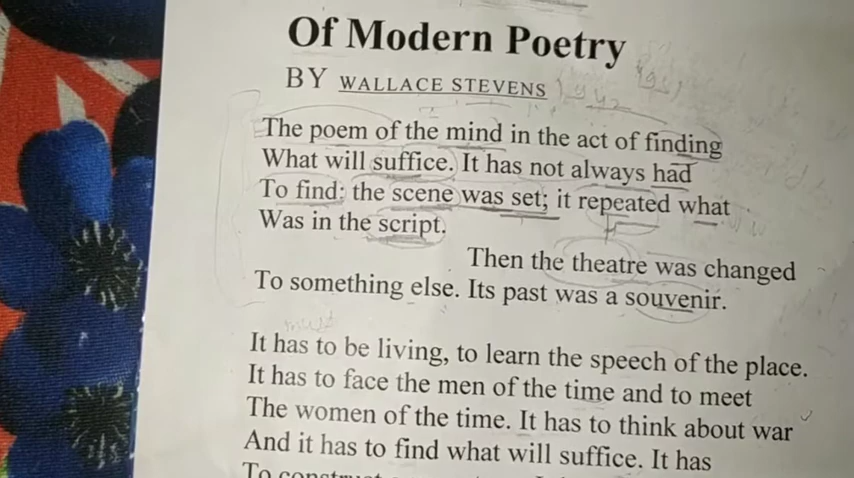 Of Modern Poetry
BY WALLACE STEVENS
The poem of the mind in the act of finding
What will suffice. It has not always had
To find: the scene was set; it repeated what
Was in the script.
Then the theatre was changed
To something else. Its past was a souvenir.
must
It has to be living, to learn the speech of the place.
It has to face the men of the time and to meet
The women of the time. It has to think about war
And it has to find what will suffice. It has
To construct